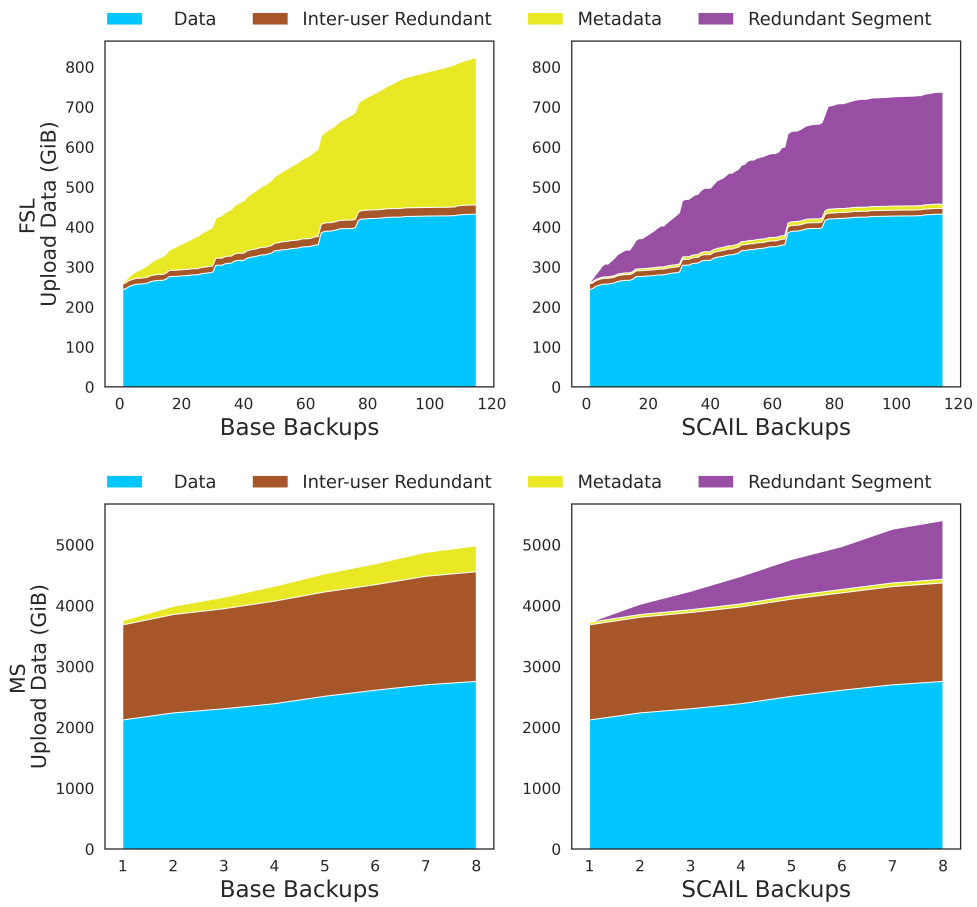 Data Inter-user Redundant Metadata Redundant Segment
800
700
600
500
400
300
200
100
0
FSL
Upload Data (GiB)
0 20 40 60 80 100 120
Base Backups
800
700
600
500
400
300
200
100
0
0 20 40 60 80 100 120
SCAIL Backups
Data Inter-user Redundant Metadata Redundant Segment
5000
4000
3000
2000
1000
0
MS
Upload Data (GiB)
1 2 3 4 5 6 7 8
Base Backups
5000
4000
3000
2000
1000
0
1 2 3 4 5 6 7 8
SCAIL Backups